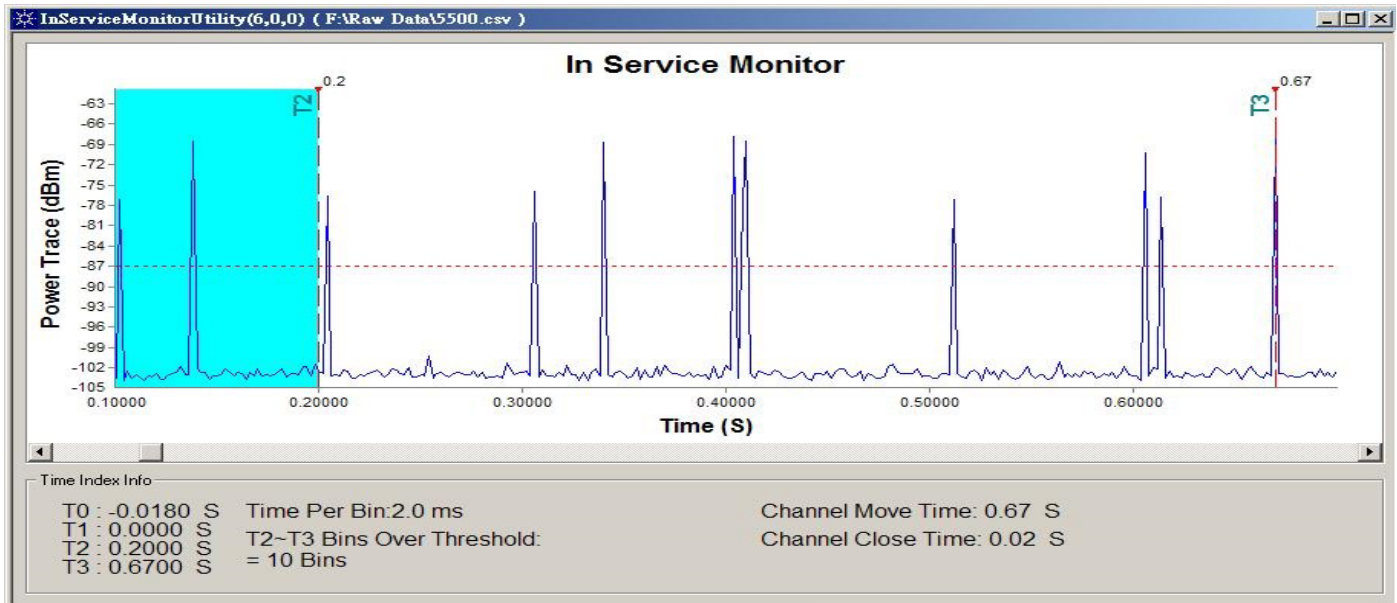 InServiceMonitorUtility(6,0,0) ( F:\Raw Data\5500.csv )
In Service Monitor
0.2
0.67
T2
T3
Power Trace (dBm)
-63
-66
-69
-72
-75
-78
-81
-84
-87
-90
-93
-96
-99
-102
-105
0.10000 0.20000 0.30000 0.40000 0.50000 0.60000
Time (S)
Time Index Info
T0 : -0.0180 S
T1 : 0.0000 S
T2 : 0.2000 S
T3 : 0.6700 S
Time Per Bin:2.0 ms
T2~T3 Bins Over Threshold:
= 10 Bins
Channel Move Time: 0.67 S
Channel Close Time: 0.02 S